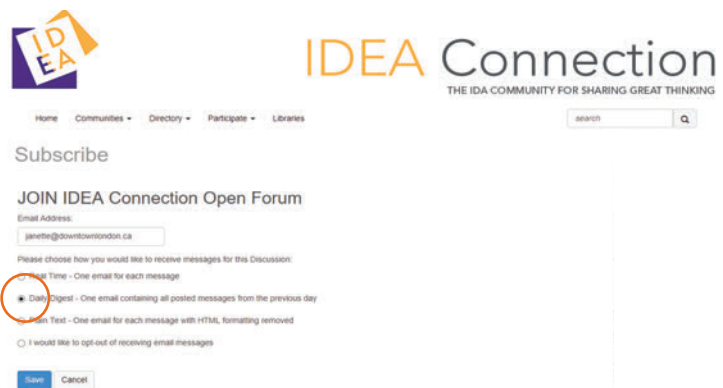 IDEA
IDEA Connection
THE IDA COMMUNITY FOR SHARING GREAT THINKING
Home Communities Directory Participate Libraries search
Subscribe
JOIN IDEA Connection Open Forum
Email Address:
janette@downtownlondon.ca
Please choose how you would like to receive messages for this Discussion:
Real Time - One email for each message
Daily Digest - One email containing all posted messages from the previous day
Plain Text - One email for each message with HTML formatting removed
I would like to opt-out of receiving email messages
Save Cancel